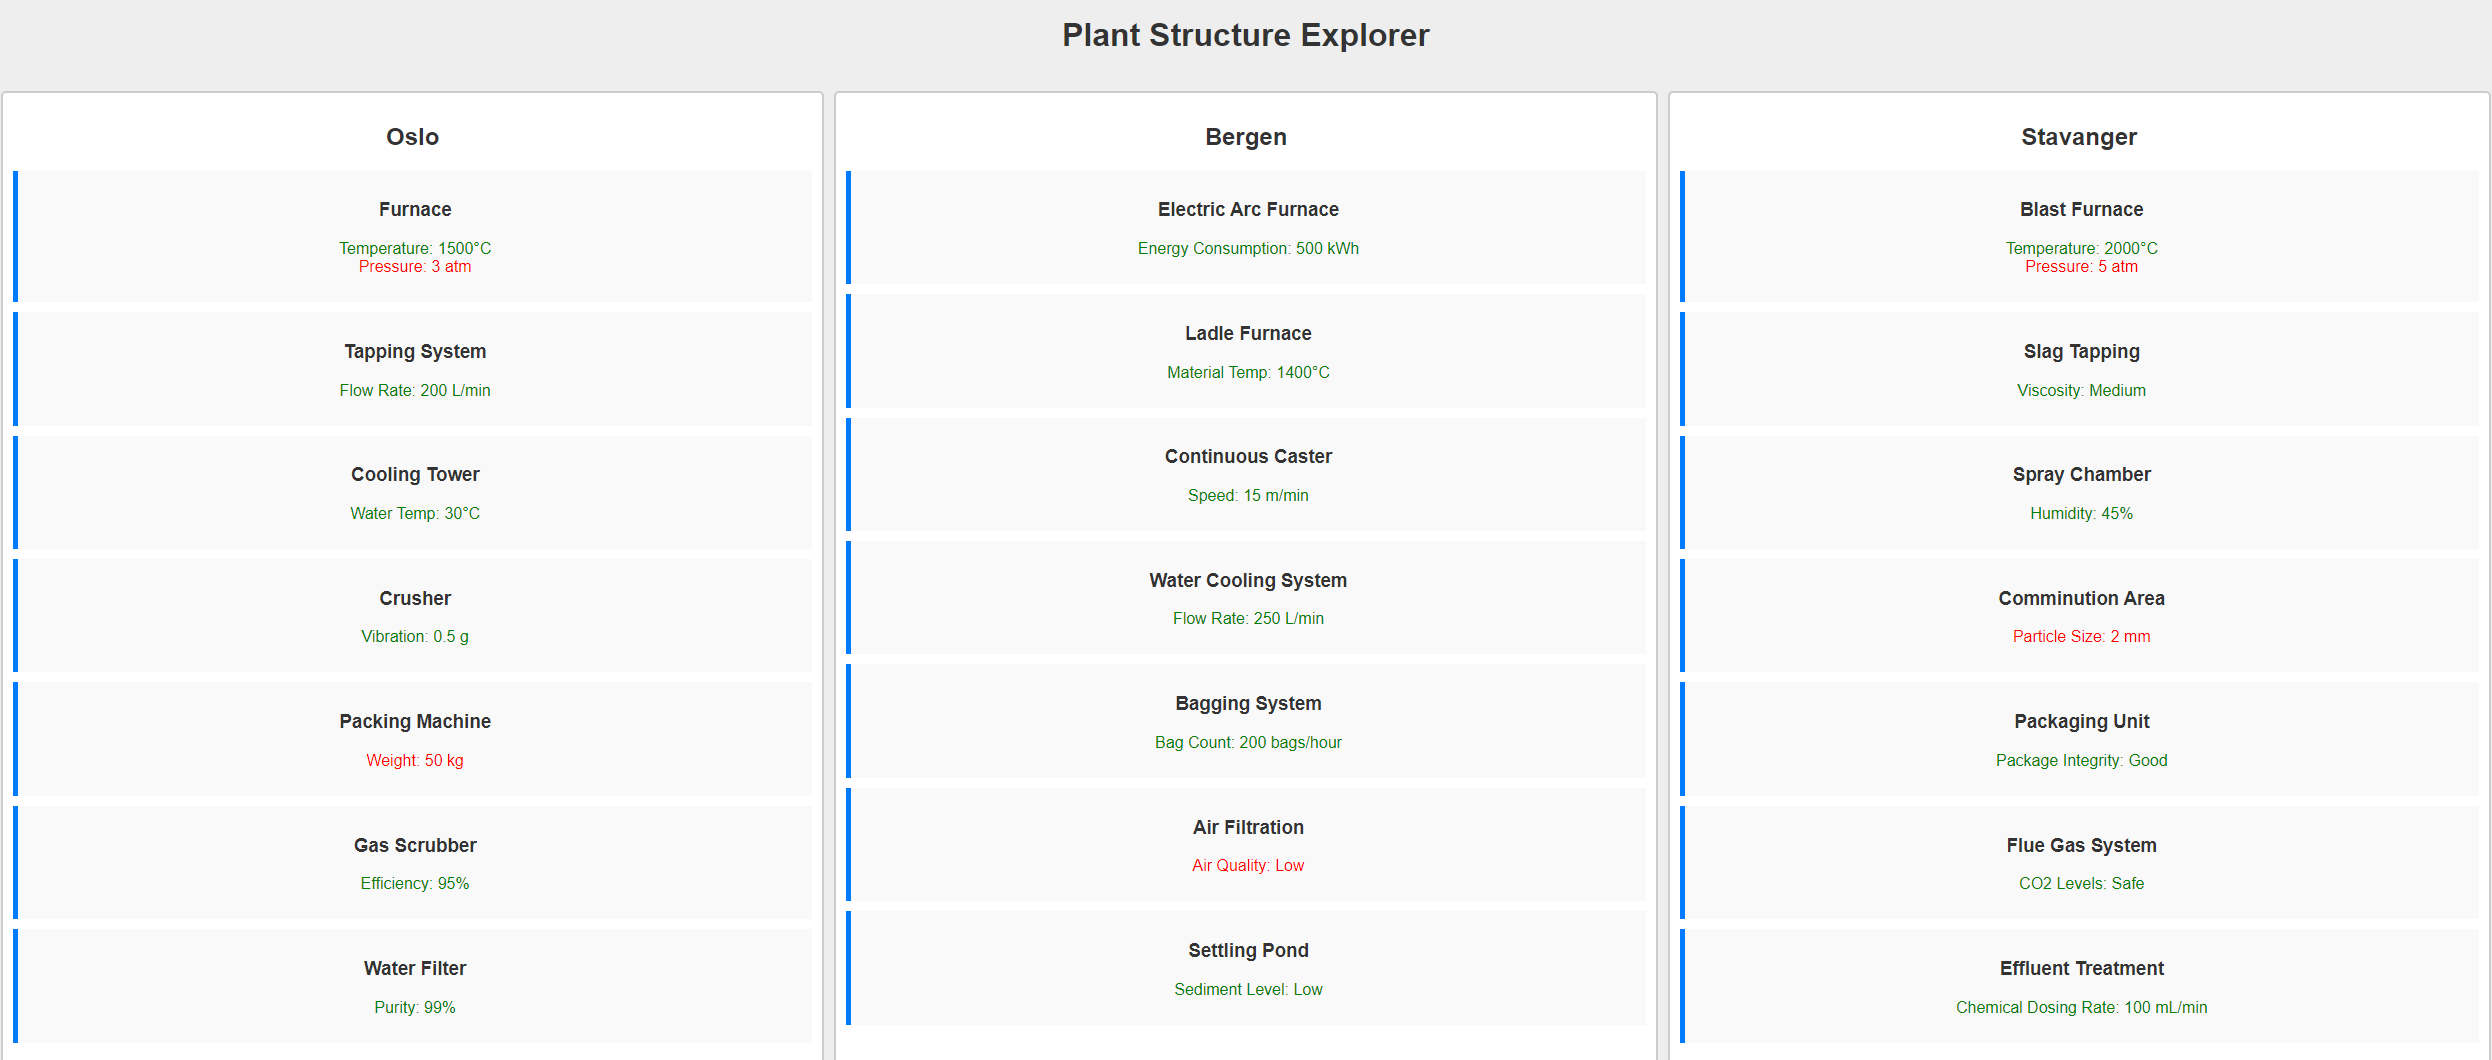 Plant Structure Explorer
Oslo
Furnace
Temperature: 1500°C
Pressure: 3 atm
Tapping System
Flow Rate: 200 L/min
Cooling Tower
Water Temp: 30°C
Crusher
Vibration: 0.5 g
Packing Machine
Weight: 50 kg
Gas Scrubber
Efficiency: 95%
Water Filter
Purity: 99%
Bergen
Electric Arc Furnace
Energy Consumption: 500 kWh
Ladle Furnace
Material Temp: 1400°C
Continuous Caster
Speed: 15 m/min
Water Cooling System
Flow Rate: 250 L/min
Bagging System
Bag Count: 200 bags/hour
Air Filtration
Air Quality: Low
Settling Pond
Sediment Level: Low
Stavanger
Blast Furnace
Temperature: 2000°C
Pressure: 5 atm
Slag Tapping
Viscosity: Medium
Spray Chamber
Humidity: 45%
Comminution Area
Particle Size: 2 mm
Packaging Unit
Package Integrity: Good
Flue Gas System
CO2 Levels: Safe
Effluent Treatment
Chemical Dosing Rate: 100 mL/min